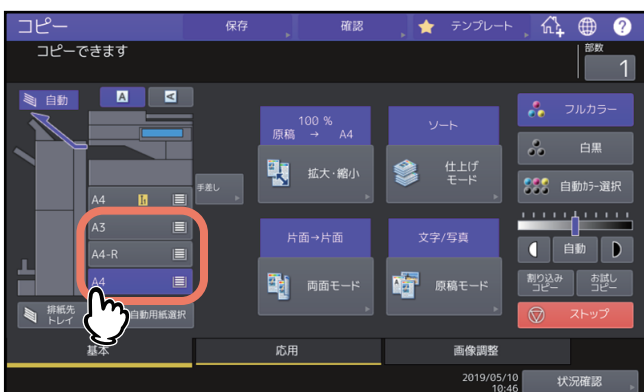 コピー
保存
確認
テンプレート
?
コピーできます
部数
1
自動
A
A
100 %
原稿 → A4
ソート
フルカラー
拡大・縮小
仕上げ
モード
白黒
手差し
A4
自動ｶﾗｰ選択
A3
片面→片面
文字/写真
A4-R
自動
A4
両面モード
原稿モード
割り込み
コピー
お試し
コピー
排紙先
トレイ
自動用紙選択
ストップ
基本
応用
画像調整
2019/05/10
10:46
状況確認